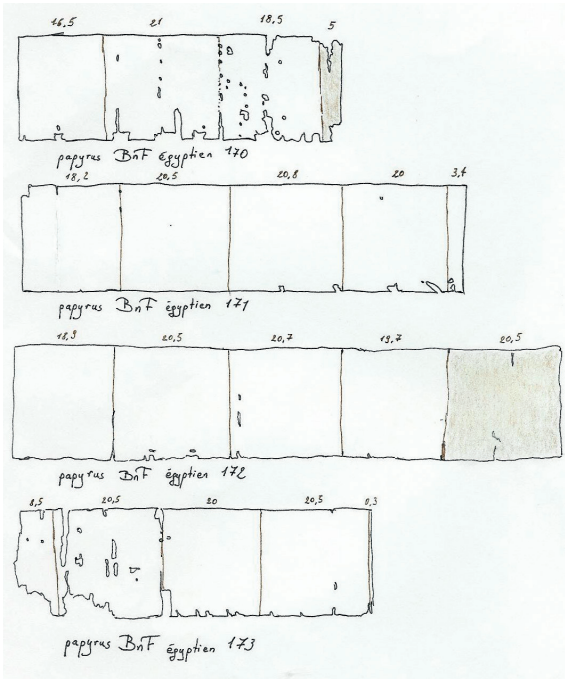 16,5 21 18,5 5
papyrus BnF égyptien 170
18,2 20,5 20,8 20 3,4
papyrus BnF égyptien 171
18,9 20,5 20,7 19,7 20,5
papyrus BnF égyptien 172
8,5 20,5 20 20,5 0,3
papyrus BnF égyptien 173